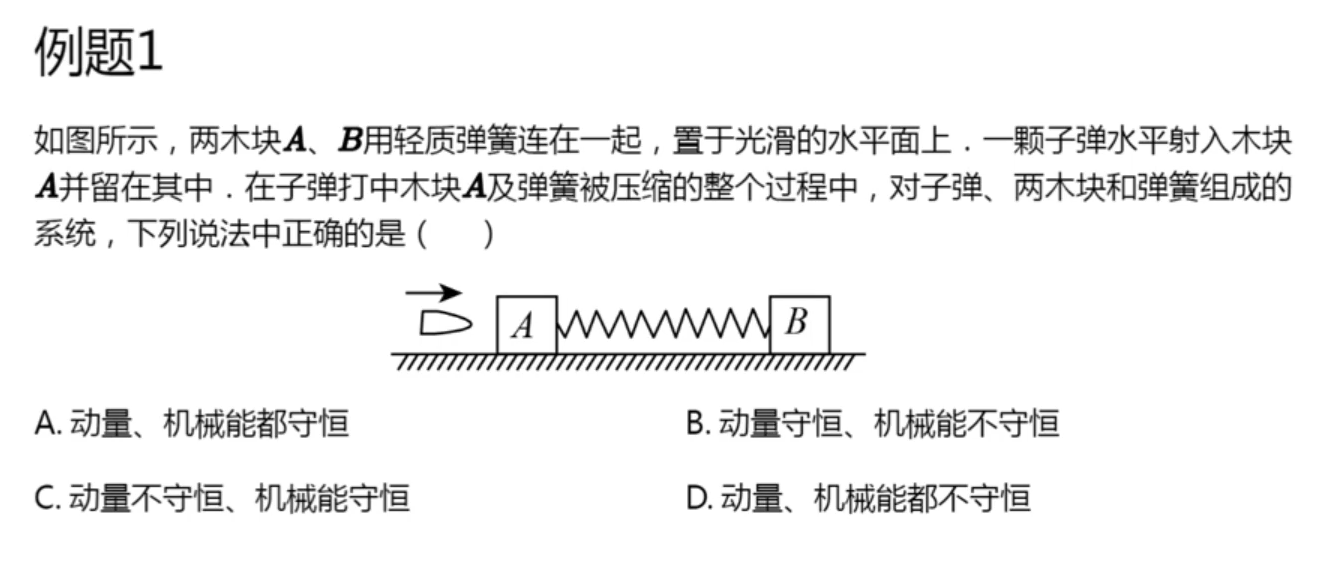 例题1
如图所示，两木块A、B用轻质弹簧连在一起，置于光滑的水平面上．一颗子弹水平射入木块
A并留在其中．在子弹打中木块A及弹簧被压缩的整个过程中，对子弹、两木块和弹簧组成的
系统，下列说法中正确的是（　　）
A B
A. 动量、机械能都守恒 B. 动量守恒、机械能不守恒
C. 动量不守恒、机械能守恒 D. 动量、机械能都不守恒